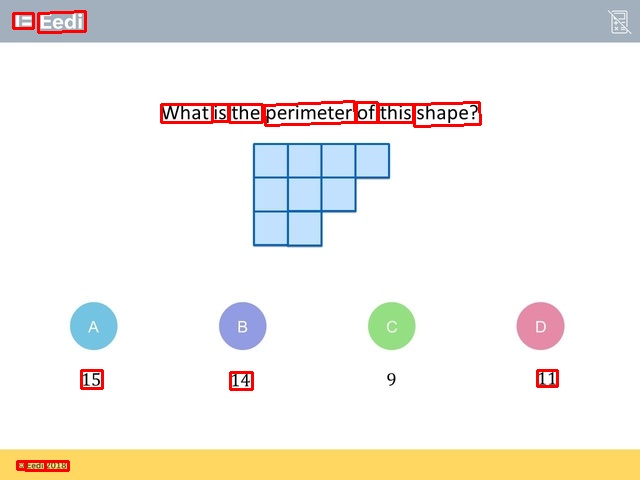 Eedi
What is the perimeter of this shape?
A B C D
15 14 9 11
© Eedi 2018